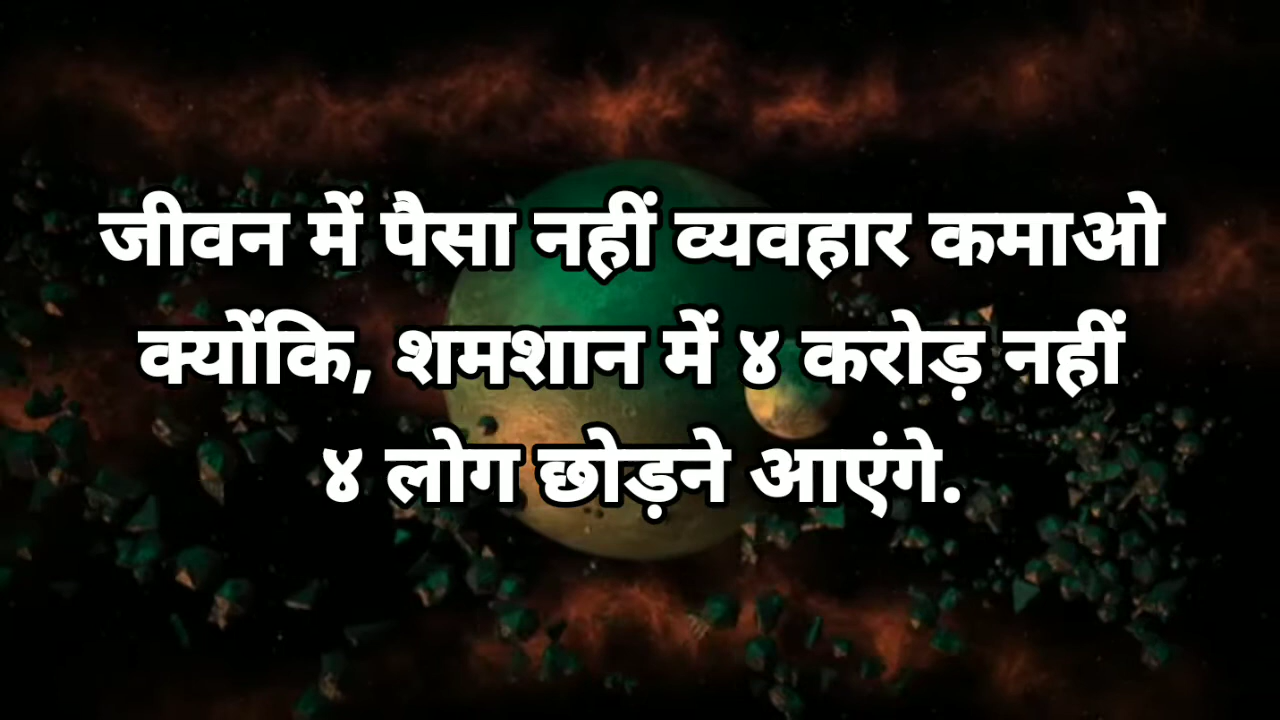 जीवन में पैसा नहीं व्यवहार कमाओ
क्योंकि, शमशान में ४ करोड़ नहीं
४ लोग छोड़ने आएंगे.